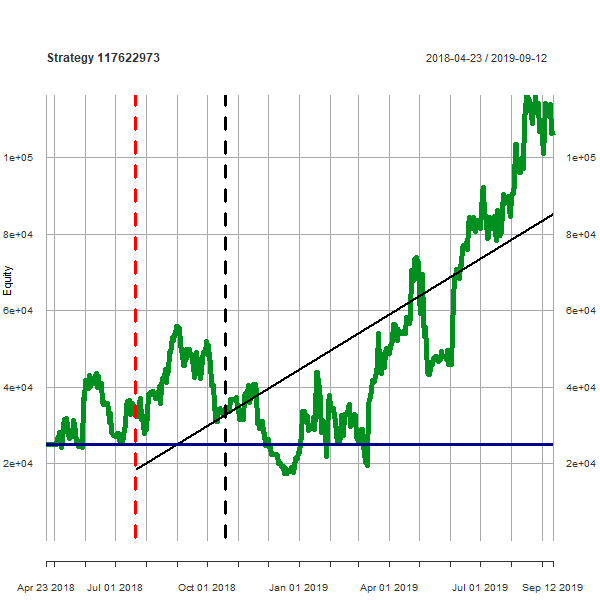 Strategy 117622973
2018-04-23 / 2019-09-12
1e+05
1e+05
8e+04
8e+04
Equity
6e+04
6e+04
4e+04
4e+04
2e+04
2e+04
Apr 23 2018
Jul 01 2018
Oct 01 2018
Jan 01 2019
Apr 01 2019
Jul 01 2019
Sep 12 2019